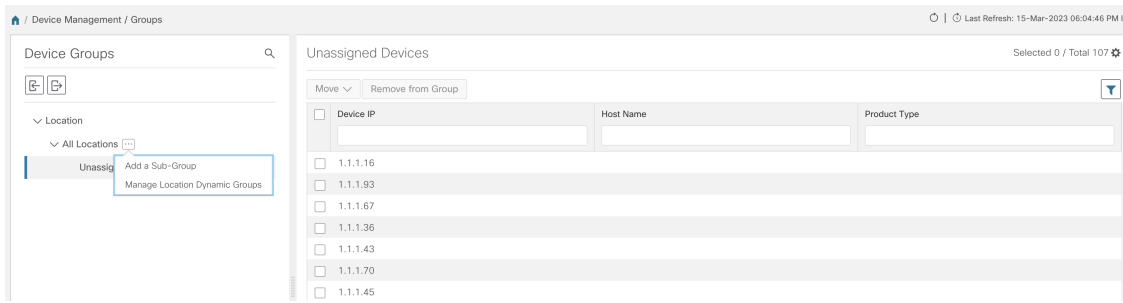 / Device Management / Groups
Last Refresh: 15-Mar-2023 06:04:46 PM
Device Groups
Location
All Locations
Unassig
Add a Sub-Group
Manage Location Dynamic Groups
Unassigned Devices
Selected 0 / Total 107
Move
Remove from Group
Device IP
Host Name
Product Type
1.1.1.16
1.1.1.93
1.1.1.67
1.1.1.36
1.1.1.43
1.1.1.70
1.1.1.45